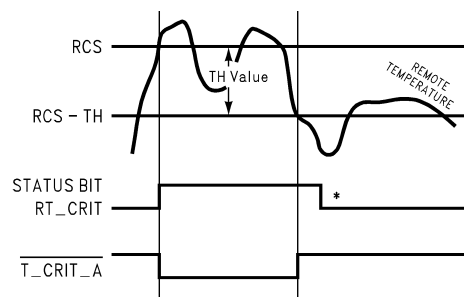 RCS
TH Value
REMOTE
TEMPERATURE
RCS - TH
STATUS BIT
RT_CRIT
*
T_CRIT_A